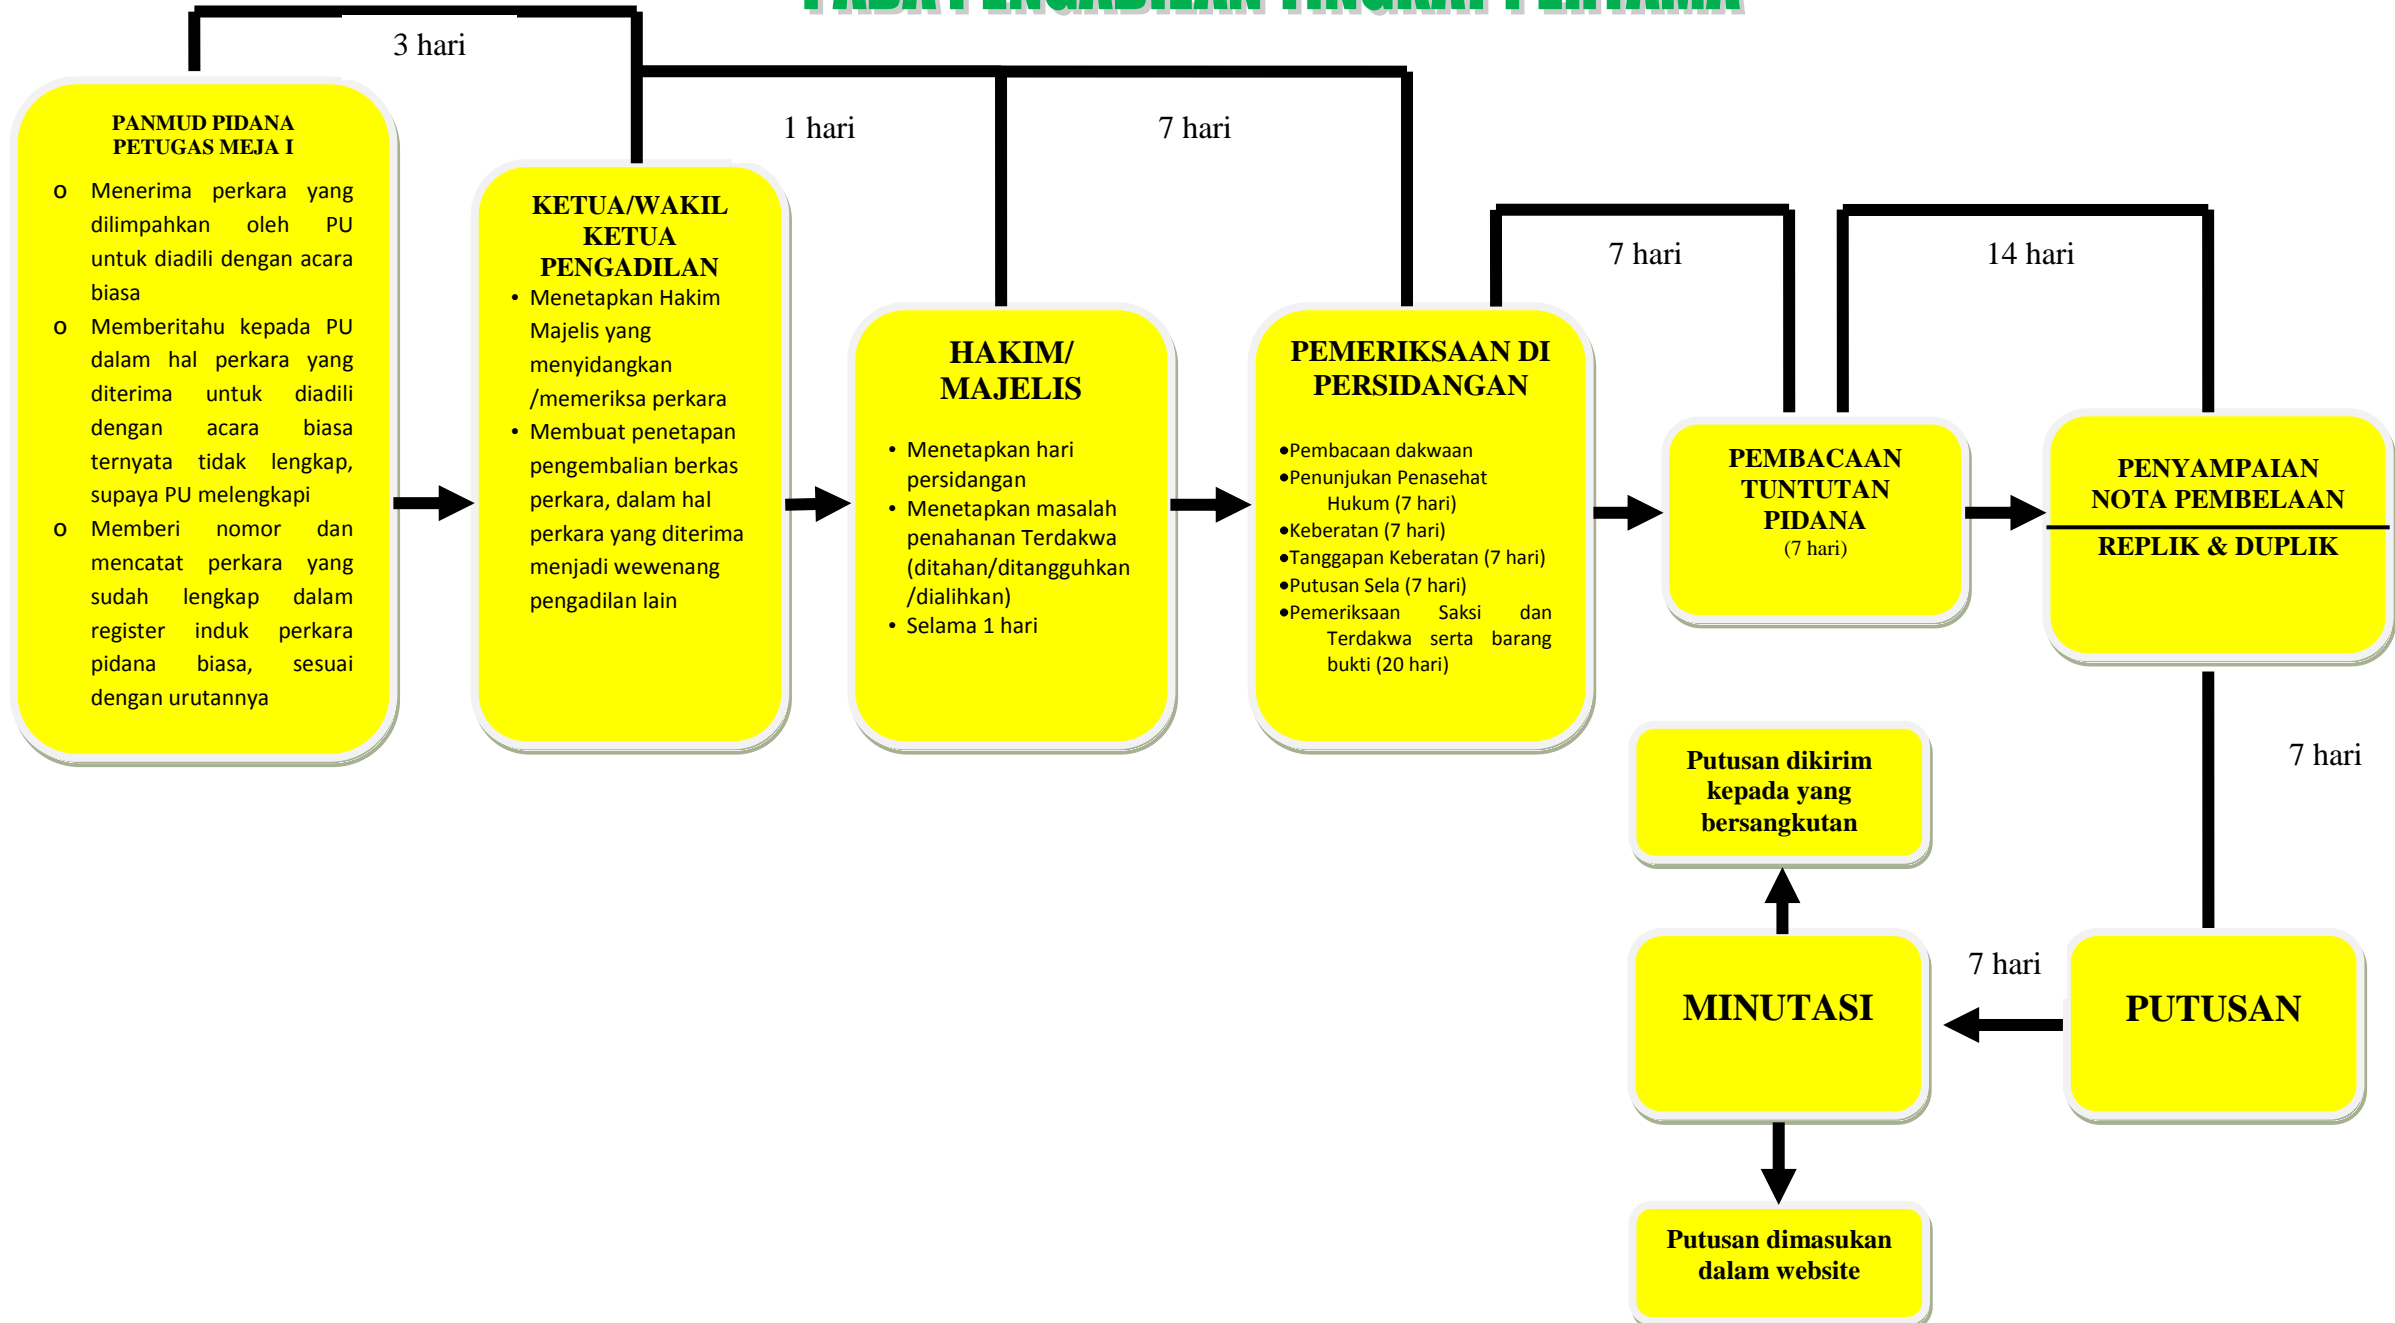 PADA PENGADILAN TINGKAT PERTAMA
3 hari
1 hari
7 hari
7 hari
14 hari
PANMUD PIDANA
PETUGAS MEJA I
o Menerima perkara yang
dilimpahkan oleh PU
untuk diadili dengan acara
biasa
o Memberitahu kepada PU
dalam hal perkara yang
diterima untuk diadili
dengan acara biasa
ternyata tidak lengkap,
supaya PU melengkapi
o Memberi nomor dan
mencatat perkara yang
sudah lengkap dalam
register induk perkara
pidana biasa, sesuai
dengan urutannya
KETUA/WAKIL
KETUA
PENGADILAN
• Menetapkan Hakim
Majelis yang
menyidangkan
/memeriksa perkara
• Membuat penetapan
pengembalian berkas
perkara, dalam hal
perkara yang diterima
menjadi wewenang
pengadilan lain
HAKIM/
MAJELIS
• Menetapkan hari
persidangan
• Menetapkan masalah
penahanan Terdakwa
(ditahan/ditangguhkan
/dialihkan)
• Selama 1 hari
PEMERIKSAAN DI
PERSIDANGAN
•Pembacaan dakwaan
•Penunjukan Penasehat
Hukum (7 hari)
•Keberatan (7 hari)
•Tanggapan Keberatan (7 hari)
•Putusan Sela (7 hari)
•Pemeriksaan Saksi dan
Terdakwa serta barang
bukti (20 hari)
PEMBACAAN
TUNTUTAN
PIDANA
(7 hari)
PENYAMPAIAN
NOTA PEMBELAAN
REPLIK & DUPLIK
7 hari
PUTUSAN
7 hari
MINUTASI
Putusan dikirim
kepada yang
bersangkutan
Putusan dimasukan
dalam website